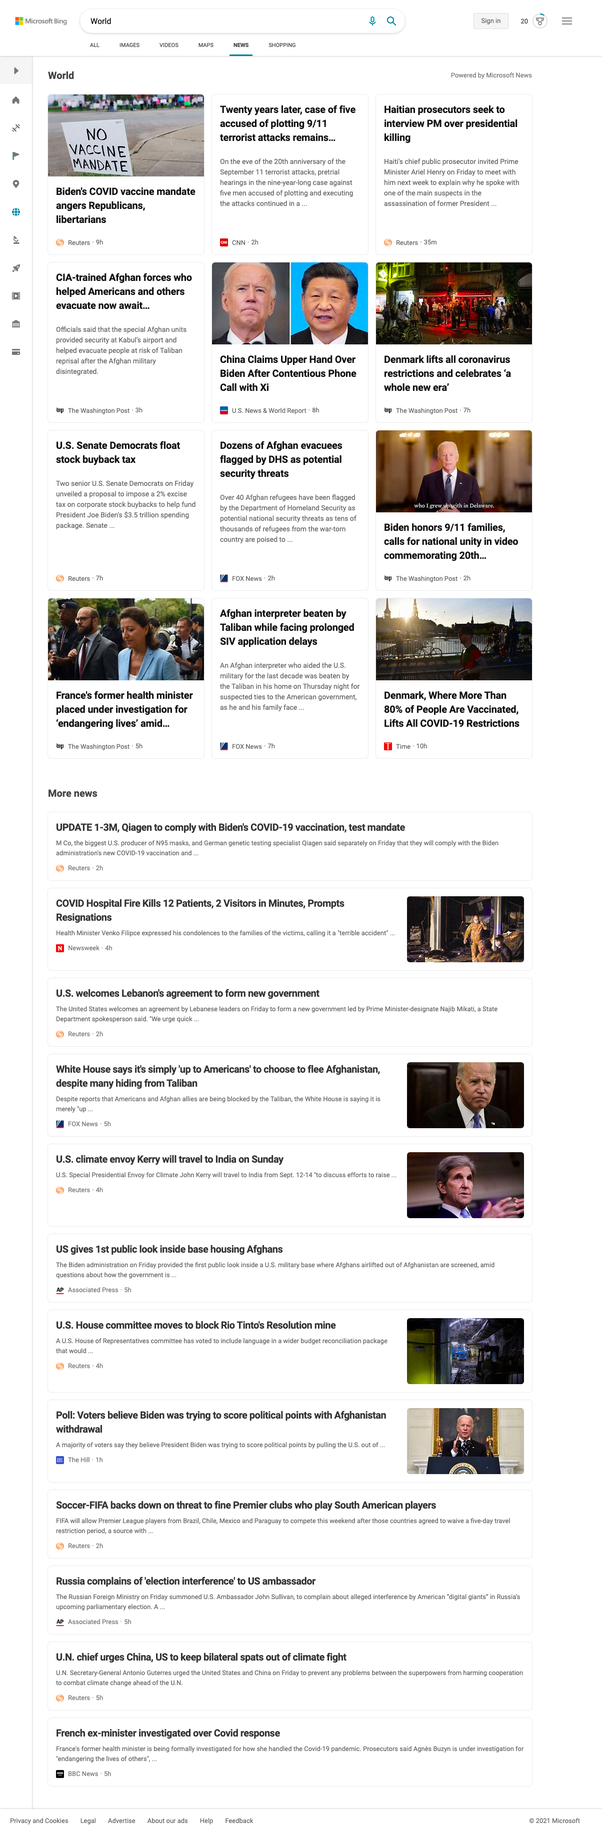 Microsoft Bing
World
Sign in
20
ALL IMAGES VIDEOS MAPS NEWS SHOPPING
World
Powered by Microsoft News
NO
VACCINE
MANDATE
Biden's COVID vaccine mandate
angers Republicans,
libertarians
Reuters · 9h
Twenty years later, case of five
accused of plotting 9/11
terrorist attacks remains...
On the eve of the 20th anniversary of the
September 11 terrorist attacks, pretrial
hearings in the nine-year-long case against
five men accused of plotting and executing
the attacks continued in a ...
CNN · 2h
Haitian prosecutors seek to
interview PM over presidential
killing
Haiti's chief public prosecutor invited Prime
Minister Ariel Henry on Friday to meet with
him next week to explain why he spoke with
one of the main suspects in the
assassination of former President ...
Reuters · 35m
CIA-trained Afghan forces who
helped Americans and others
evacuate now await...
Officials said that the special Afghan units
provided security at Kabul's airport and
helped evacuate people at risk of Taliban
reprisal after the Afghan military
disintegrated.
The Washington Post · 3h
China Claims Upper Hand Over
Biden After Contentious Phone
Call with Xi
U.S. News & World Report · 8h
Denmark lifts all coronavirus
restrictions and celebrates ‘a
whole new era’
The Washington Post · 7h
U.S. Senate Democrats float
stock buyback tax
Two senior U.S. Senate Democrats on Friday
unveiled a proposal to impose a 2% excise
tax on corporate stock buybacks to help fund
President Joe Biden's $3.5 trillion spending
package. Senate ...
Reuters · 7h
Dozens of Afghan evacuees
flagged by DHS as potential
security threats
Over 40 Afghan refugees have been flagged
by the Department of Homeland Security as
potential national security threats as tens of
thousands of refugees from the war-torn
country are poised to ...
FOX News · 2h
who I grew up with in Delaware.
Biden honors 9/11 families,
calls for national unity in video
commemorating 20th...
The Washington Post · 2h
France's former health minister
placed under investigation for
‘endangering lives’ amid...
The Washington Post · 5h
Afghan interpreter beaten by
Taliban while facing prolonged
SIV application delays
An Afghan interpreter who aided the U.S.
military for the last decade was beaten by
the Taliban in his home on Thursday night for
suspected ties to the American government,
as he and his family face ...
FOX News · 7h
Denmark, Where More Than
80% of People Are Vaccinated,
Lifts All COVID-19 Restrictions
Time · 10h
More news
UPDATE 1-3M, Qiagen to comply with Biden's COVID-19 vaccination, test mandate
M Co, the biggest U.S. producer of N95 masks, and German genetic testing specialist Qiagen said separately on Friday that they will comply with the Biden
administration's new COVID-19 vaccination and ...
Reuters · 2h
COVID Hospital Fire Kills 12 Patients, 2 Visitors in Minutes, Prompts
Resignations
Health Minister Venko Filipce expressed his condolences to the families of the victims, calling it a "terrible accident" ...
Newsweek · 4h
U.S. welcomes Lebanon's agreement to form new government
The United States welcomes an agreement by Lebanese leaders on Friday to form a new government led by Prime Minister-designate Najib Mikati, a State
Department spokesperson said. "We urge quick ...
Reuters · 2h
White House says it's simply 'up to Americans' to choose to flee Afghanistan,
despite many hiding from Taliban
Despite reports that Americans and Afghan allies are being blocked by the Taliban, the White House is saying it is
merely "up ...
FOX News · 5h
U.S. climate envoy Kerry will travel to India on Sunday
U.S. Special Presidential Envoy for Climate John Kerry will travel to India from Sept. 12-14 "to discuss efforts to raise ...
Reuters · 4h
US gives 1st public look inside base housing Afghans
The Biden administration on Friday provided the first public look inside a U.S. military base where Afghans airlifted out of Afghanistan are screened, amid
questions about how the government is ...
AP Associated Press · 5h
U.S. House committee moves to block Rio Tinto's Resolution mine
A U.S. House of Representatives committee has voted to include language in a wider budget reconciliation package
that would ...
Reuters · 4h
Poll: Voters believe Biden was trying to score political points with Afghanistan
withdrawal
A majority of voters say they believe President Biden was trying to score political points by pulling the U.S. out of ...
The Hill · 1h
Soccer-FIFA backs down on threat to fine Premier clubs who play South American players
FIFA will allow Premier League players from Brazil, Chile, Mexico and Paraguay to compete this weekend after those countries agreed to waive a five-day travel
restriction period, a source with ...
Reuters · 2h
Russia complains of 'election interference' to US ambassador
The Russian Foreign Ministry on Friday summoned U.S. Ambassador John Sullivan, to complain about alleged interference by American “digital giants” in Russia's
upcoming parliamentary election. A ...
AP Associated Press · 5h
U.N. chief urges China, US to keep bilateral spats out of climate fight
U.N. Secretary-General Antonio Guterres urged the United States and China on Friday to prevent any problems between the superpowers from harming cooperation
to combat climate change ahead of the U.N.
Reuters · 5h
French ex-minister investigated over Covid response
France's former health minister is being formally investigated for how she handled the Covid-19 pandemic. Prosecutors said Agnès Buzyn is under investigation for
"endangering the lives of others", ...
BBC News · 5h
Privacy and Cookies Legal Advertise About our ads Help Feedback
© 2021 Microsoft